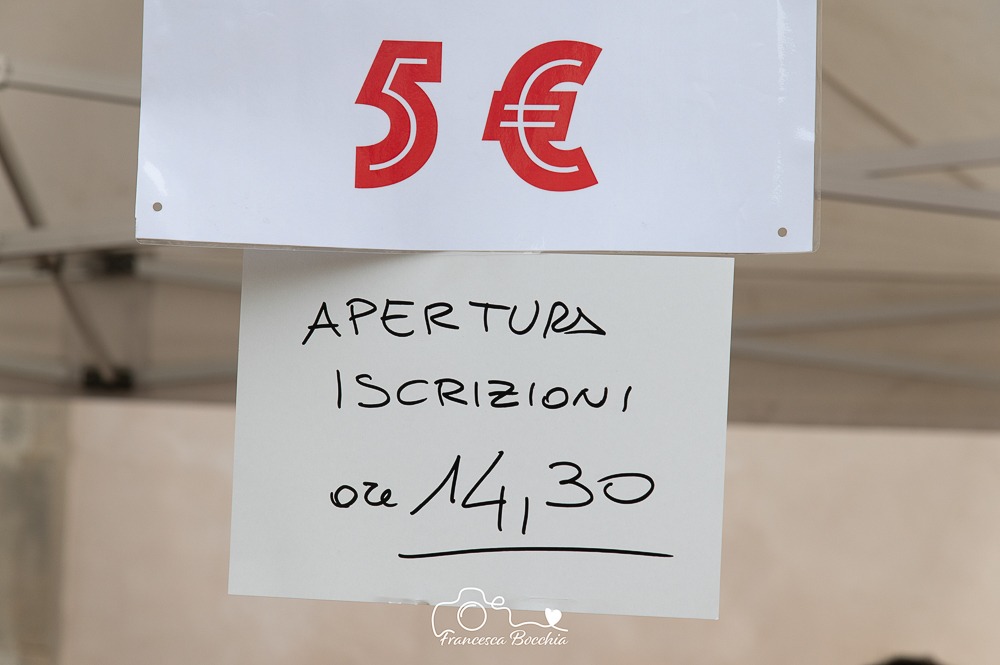 5 €
APERTURA
ISCRIZIONI
ore 14,30
Francesca Bocchia